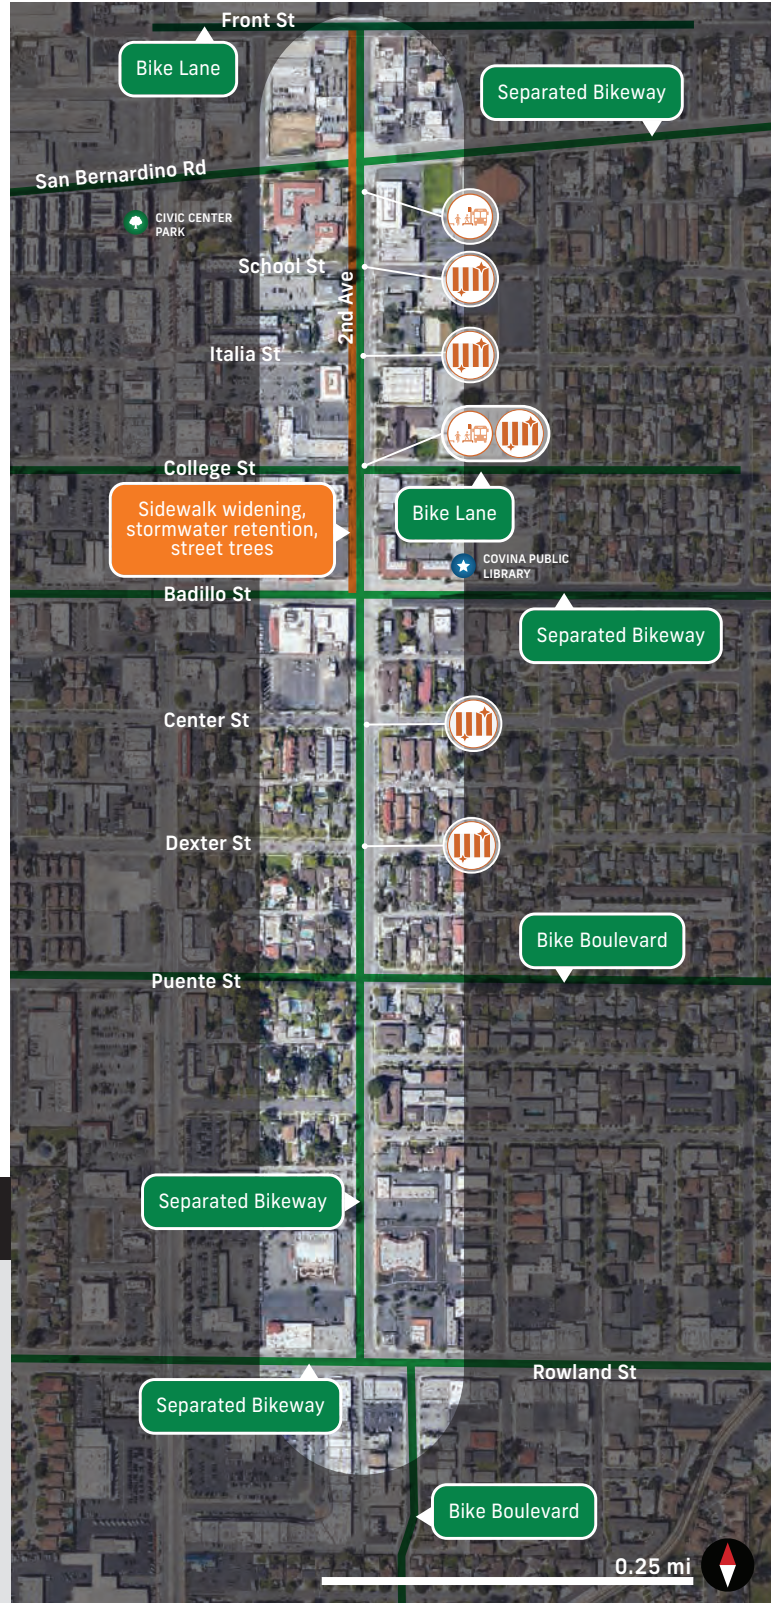 Front St
Bike Lane
Separated Bikeway
San Bernardino Rd
CIVIC CENTER
PARK
School St
2nd Ave
Italia St
College St
Sidewalk widening,
stormwater retention,
street trees
Bike Lane
COVINA PUBLIC
LIBRARY
Badillo St
Separated Bikeway
Center St
Dexter St
Bike Boulevard
Puente St
Separated Bikeway
Rowland St
Separated Bikeway
Bike Boulevard
0.25 mi